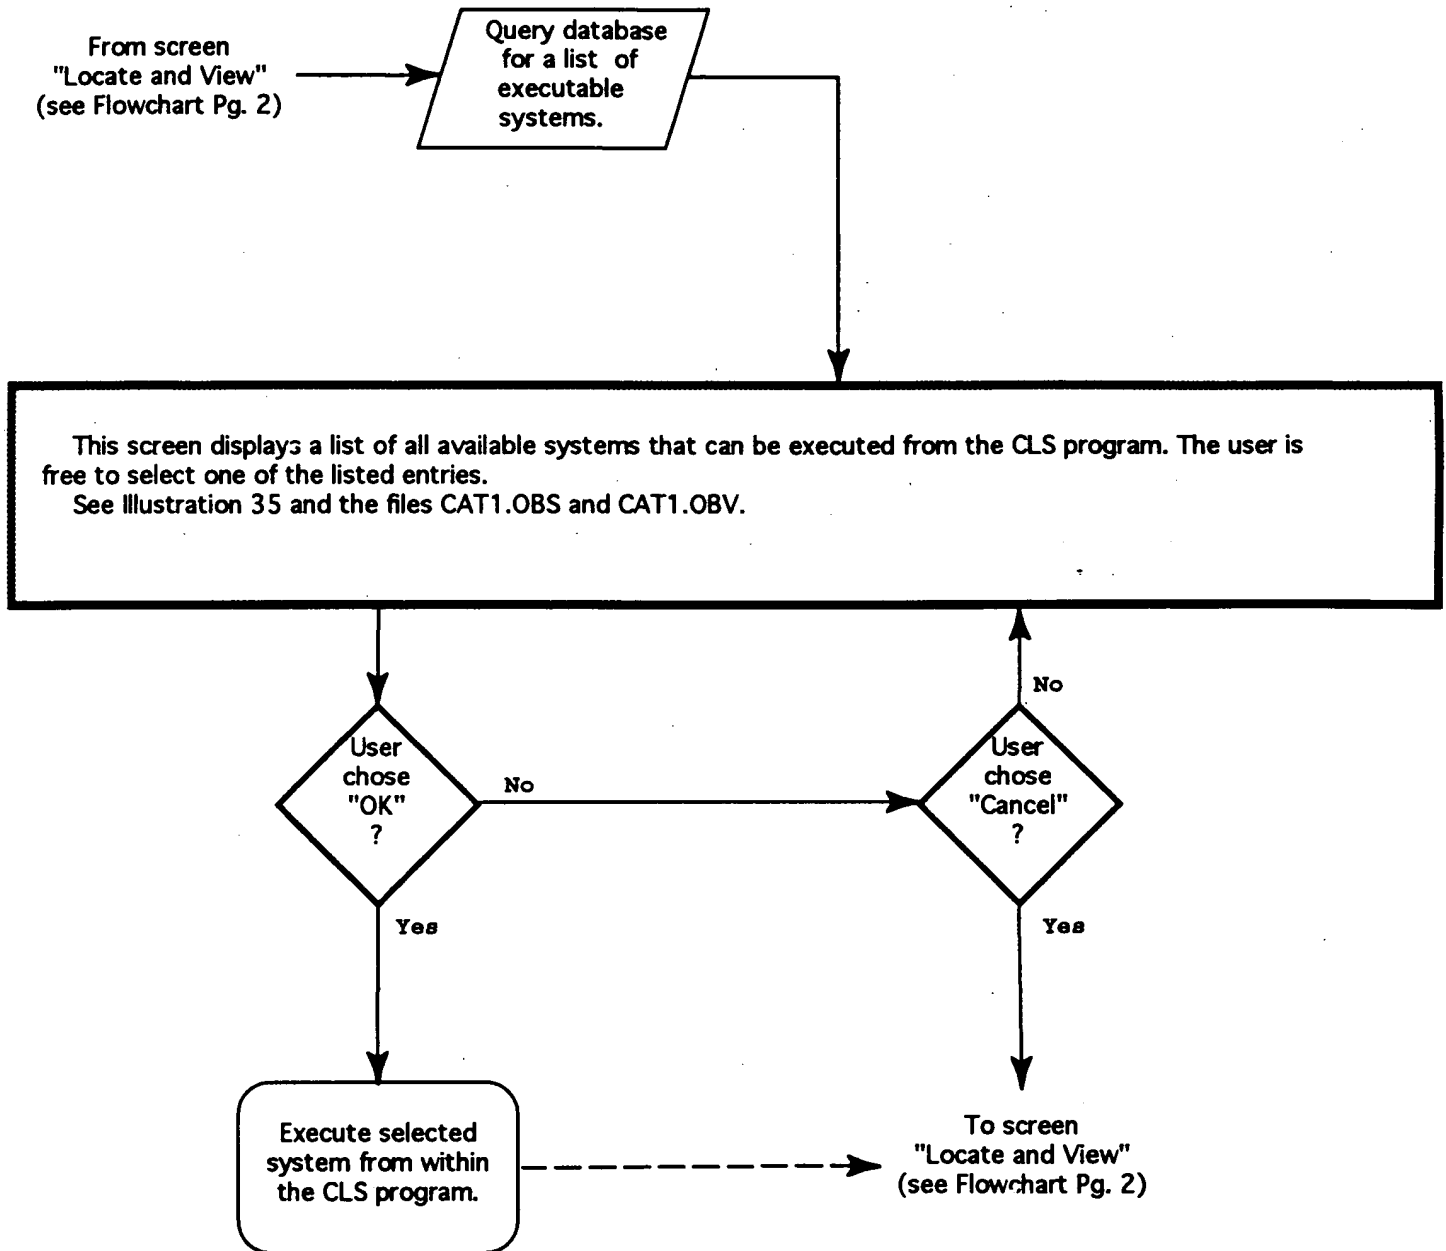 From screen
"Locate and View"
(see Flowchart Pg. 2)
Query database
for a list of
executable
systems.
This screen displays a list of all available systems that can be executed from the CLS program. The user is
free to select one of the listed entries.
See Illustration 35 and the files CAT1.OBS and CAT1.OBV.
User
chose
"OK"
?
No
Yes
User
chose
"Cancel"
?
No
Yes
Execute selected
system from within
the CLS program.
To screen
"Locate and View"
(see Flowchart Pg. 2)